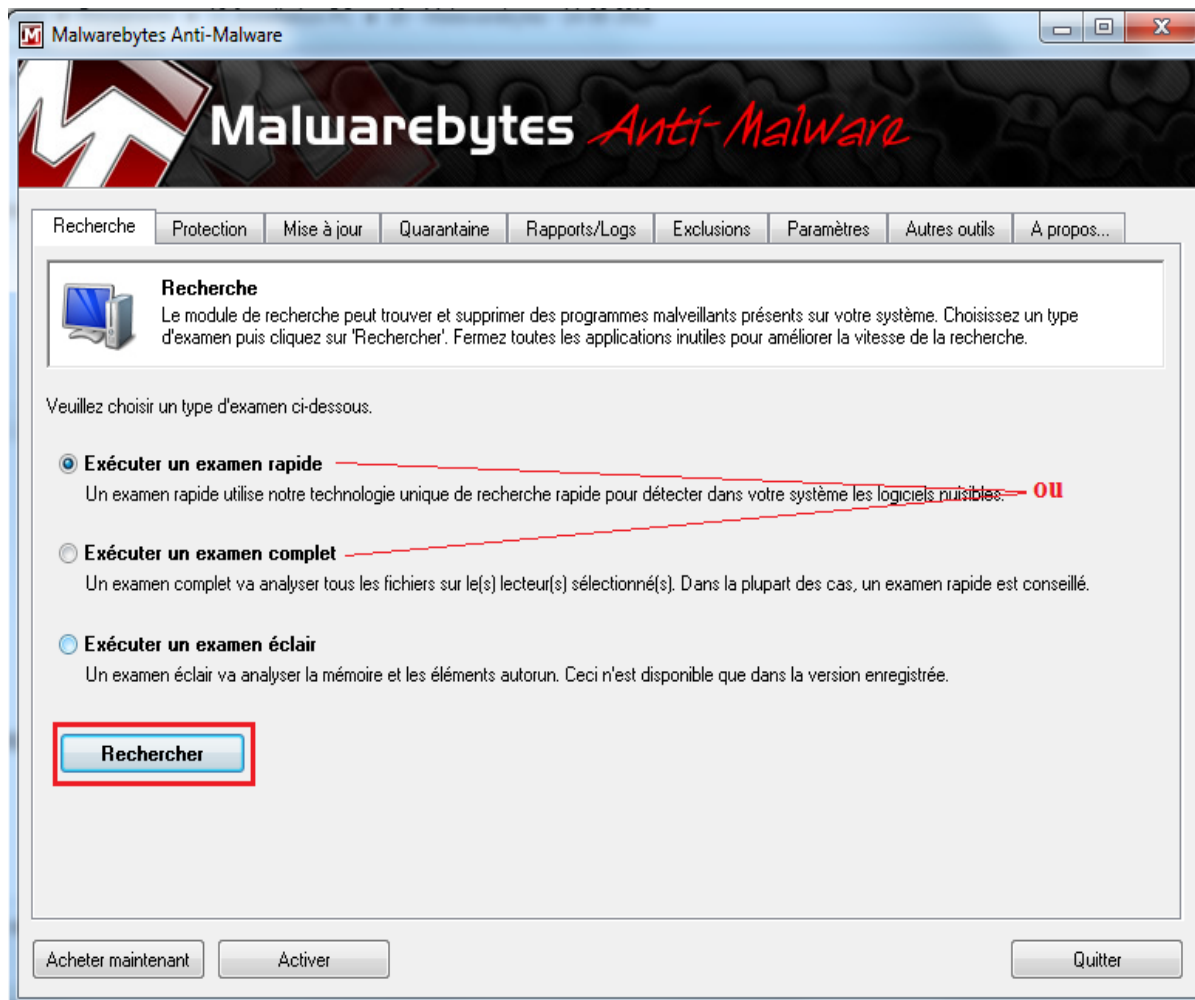 Malwarebytes Anti-Malware
Malwarebytes Anti-Malware
Recherche
Protection
Mise à jour
Quarantaine
Rapports/Logs
Exclusions
Paramètres
Autres outils
A propos...
Recherche
Le module de recherche peut trouver et supprimer des programmes malveillants présents sur votre système. Choisissez un type
d'examen puis cliquez sur 'Rechercher'. Fermez toutes les applications inutiles pour améliorer la vitesse de la recherche.
Veuillez choisir un type d'examen ci-dessous.
Exécuter un examen rapide
Un examen rapide utilise notre technologie unique de recherche rapide pour détecter dans votre système les logiciels nuisibles.
ou
Exécuter un examen complet
Un examen complet va analyser tous les fichiers sur le(s) lecteur(s) sélectionné(s). Dans la plupart des cas, un examen rapide est conseillé.
Exécuter un examen éclair
Un examen éclair va analyser la mémoire et les éléments autorun. Ceci n'est disponible que dans la version enregistrée.
Rechercher
Acheter maintenant
Activer
Quitter